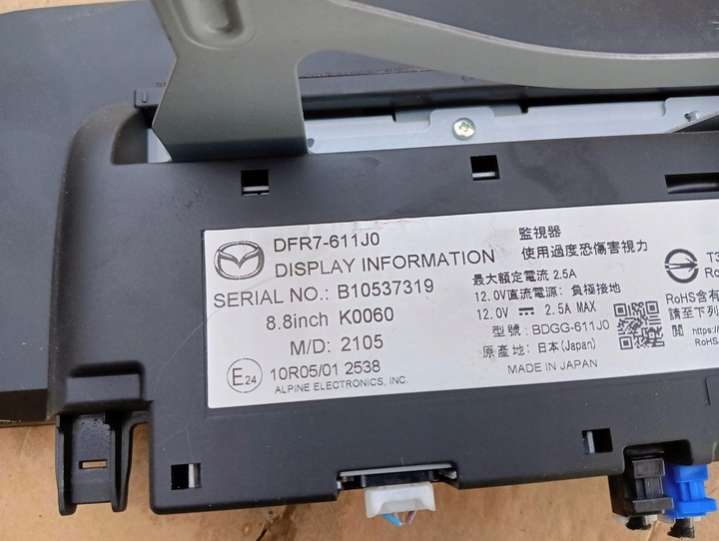 DFR7-611J0
DISPLAY INFORMATION
SERIAL NO.: B10537319
8.8inch K0060
M/D: 2105
E24
10R05/01 2538
ALPINE ELECTRONICS, INC.
監視器
使用過度恐傷害視力
最大額定電流 2.5A
12.0V直流電源: 負極接地
12.0V ⎓ 2.5A MAX
型號: BDGG-611J0
原產地: 日本(Japan)
MADE IN JAPAN
T3
RoHS含有
請至下列
閱 https:/
RoH